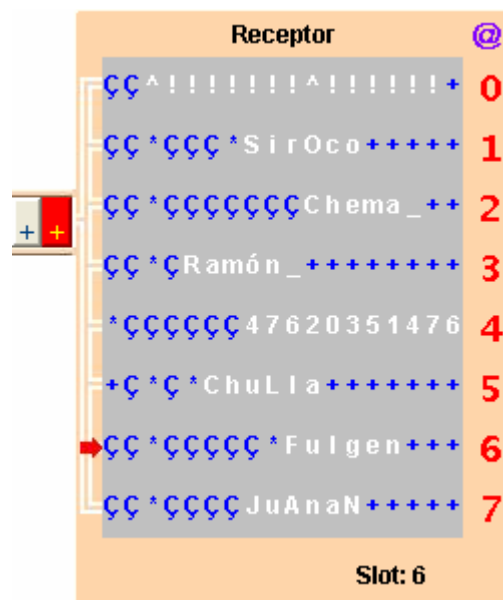 Receptor @
ÇÇ^!!!!!!!^!!!!!!+ 0
ÇÇ*ÇÇÇ*SirOco+++++ 1
ÇÇ*ÇÇÇÇÇÇÇChema_++ 2
+ +
ÇÇ*ÇRamón_++++++++ 3
*ÇÇÇÇÇÇ47620351476 4
+Ç*Ç*ChuLla+++++++ 5
ÇÇ*ÇÇÇÇÇ*Fulgen+++ 6
ÇÇ*ÇÇÇÇJuAnaN+++++ 7
Slot: 6